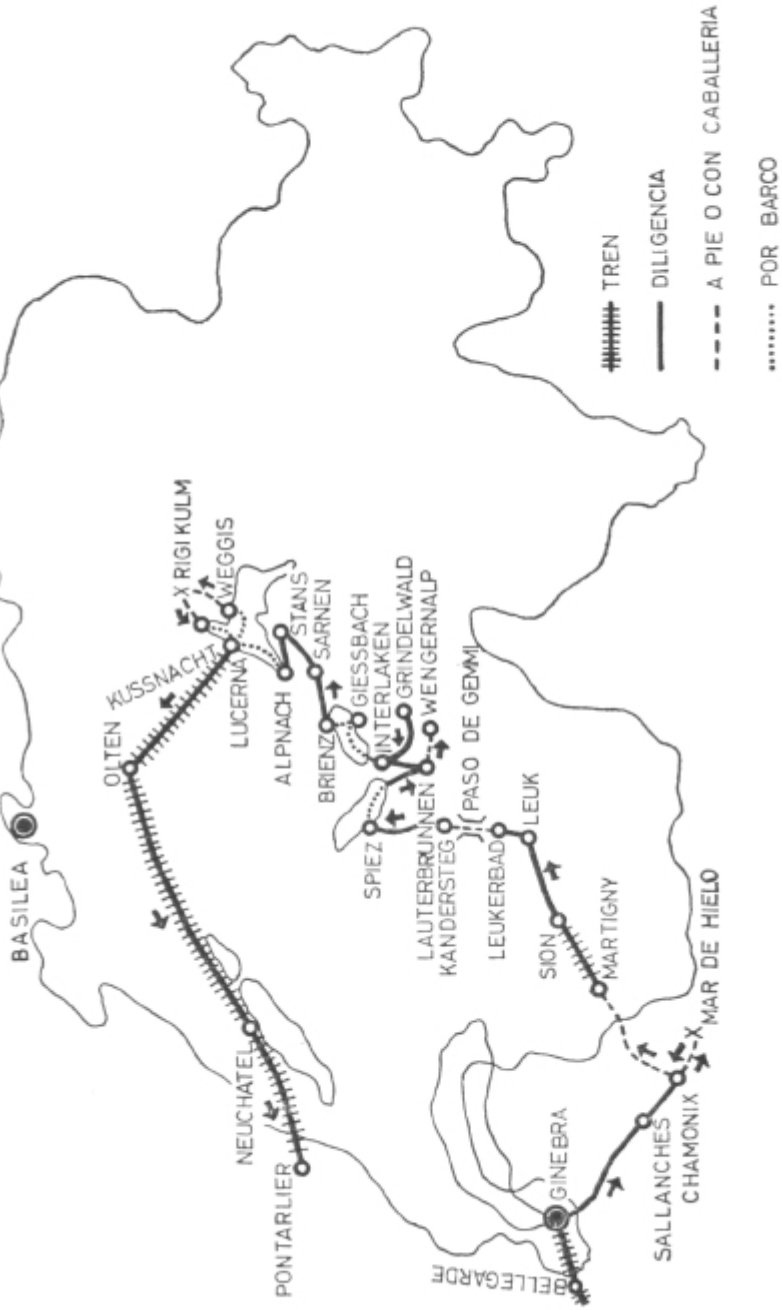 BASILEA
OLTEN
KUSSNACHT
X RIGI KULM
WEGGIS
LUCERNA
ALPNACH
STANS
SARNEN
BRIENZ
GIESSBACH
INTERLAKEN
GRINDELWALD
WENGERNALP
LAUTERBRUNNEN
SPIEZ
KANDERSTEG
PASO DE GEMMI
LEUKERBAD
LEUK
SION
MARTIGNY
NEUCHATEL
PONTARLIER
GINEBRA
BELLEGARDE
SALLANCHES
CHAMONIX
X MAR DE HIELO
TREN
DILIGENCIA
A PIE O CON CABALLERIA
POR BARCO